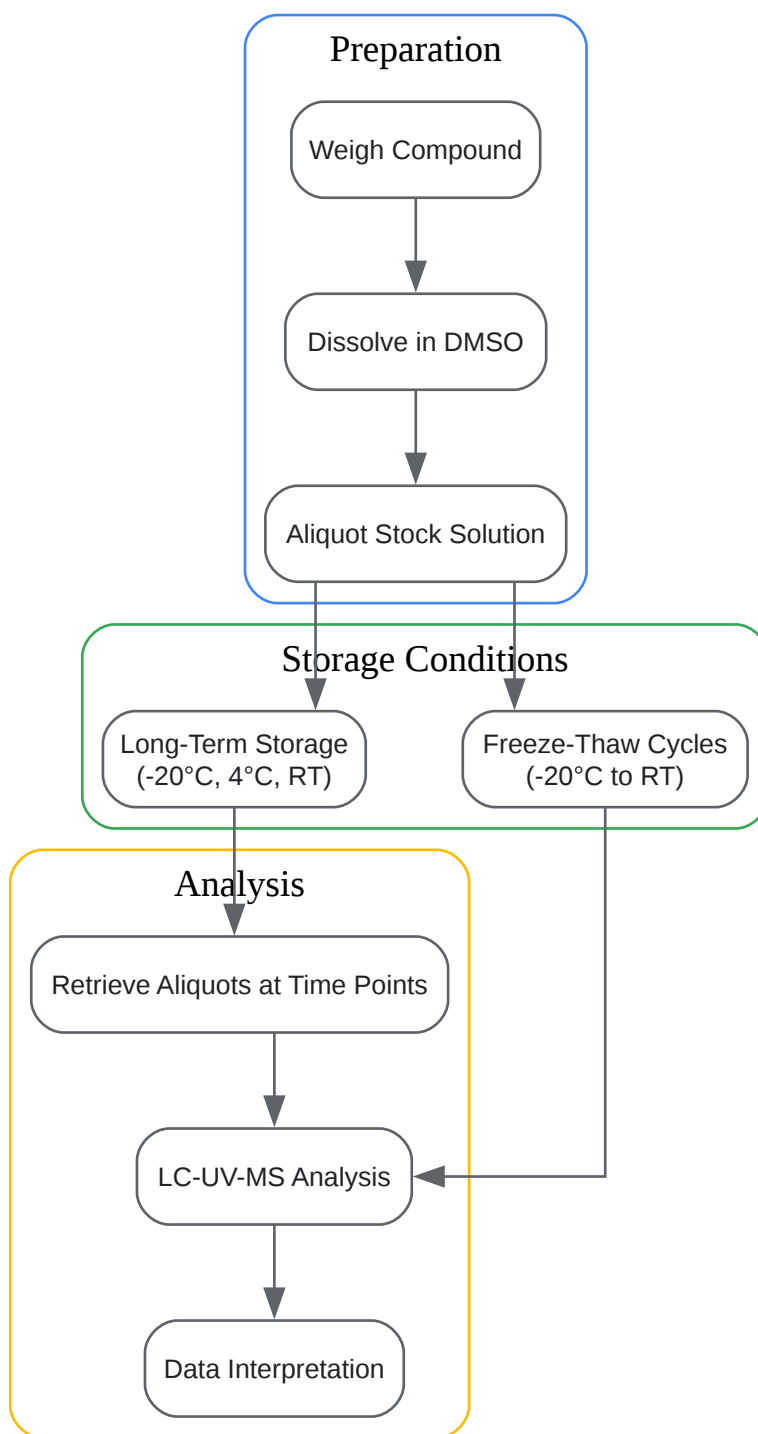 Preparation
Weigh Compound
Dissolve in DMSO
Aliquot Stock Solution
Storage Conditions
Long-Term Storage
(-20°C, 4°C, RT)
Freeze-Thaw Cycles
(-20°C to RT)
Analysis
Retrieve Aliquots at Time Points
LC-UV-MS Analysis
Data Interpretation